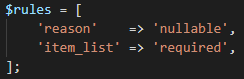 $rules = [
    'reason'    => 'nullable',
    'item_list' => 'required',
];